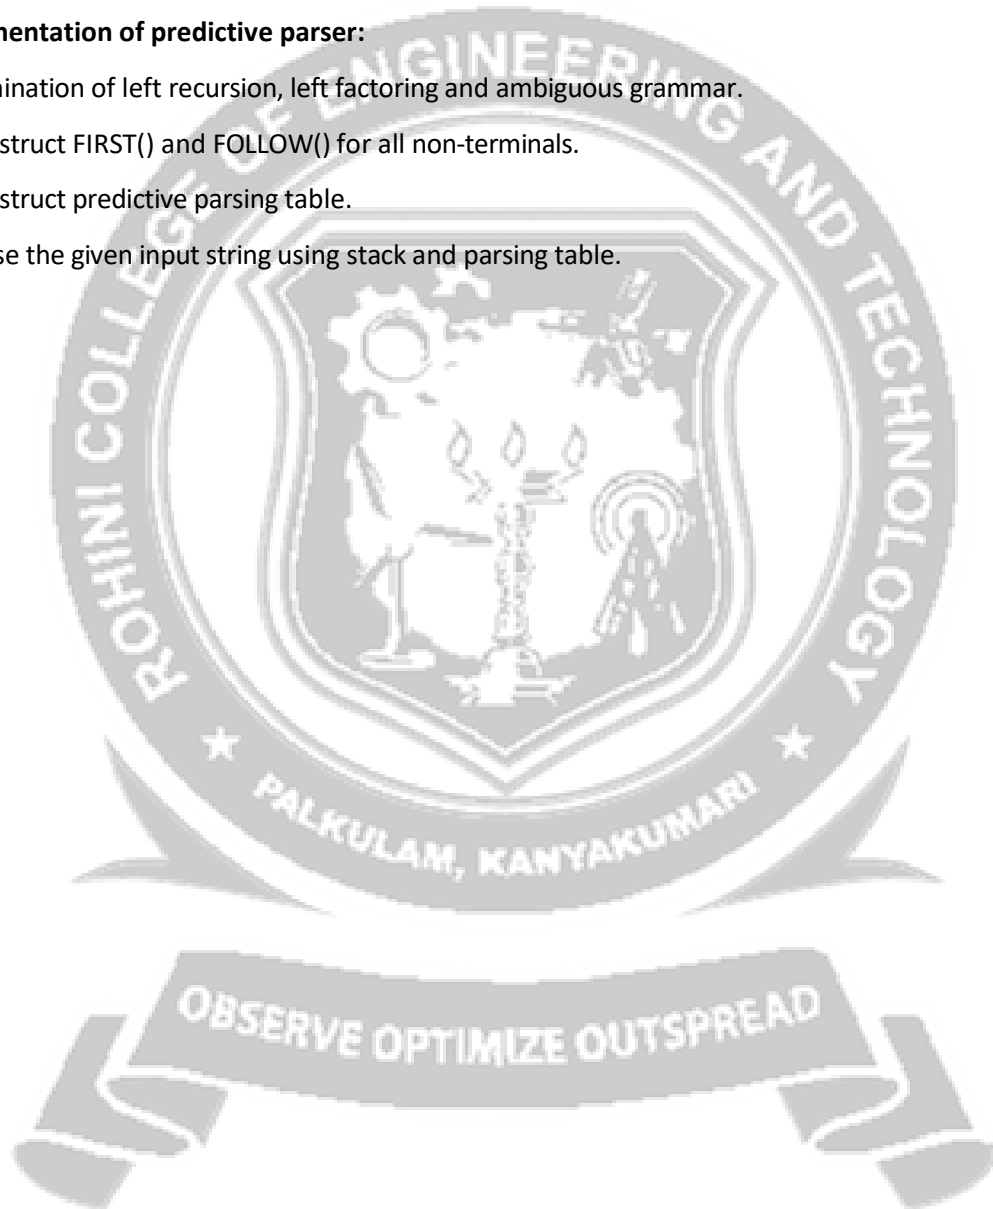 mentation of predictive parser:
ination of left recursion, left factoring and ambiguous grammar.
struct FIRST() and FOLLOW() for all non-terminals.
struct predictive parsing table.
se the given input string using stack and parsing table.
ROHINI COLLEGE OF ENGINEERING AND TECHNOLOGY
PALKULAM, KANYAKUMARI
OBSERVE OPTIMIZE OUTSPREAD